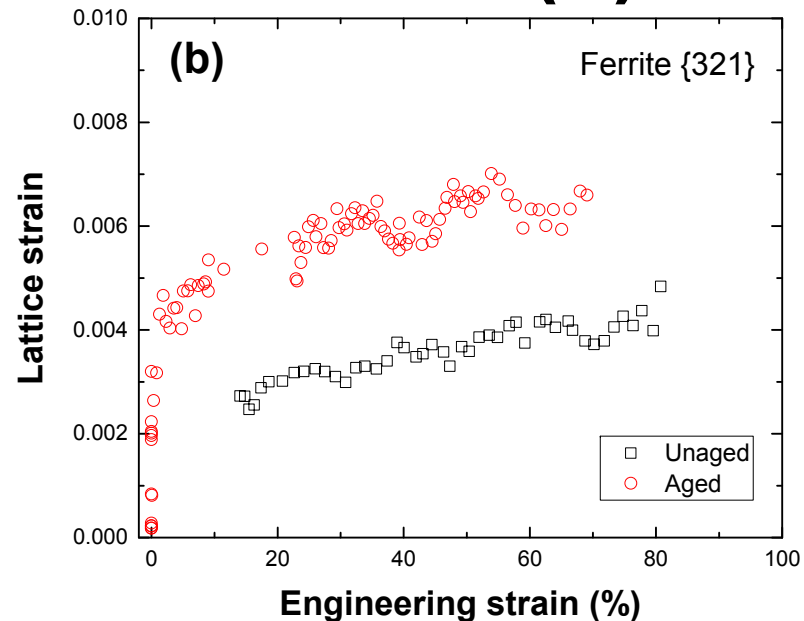 (b)
Ferrite {321}
0.010
0.008
0.006
0.004
0.002
0.000
Lattice strain
Unaged
Aged
0
20
40
60
80
100
Engineering strain (%)